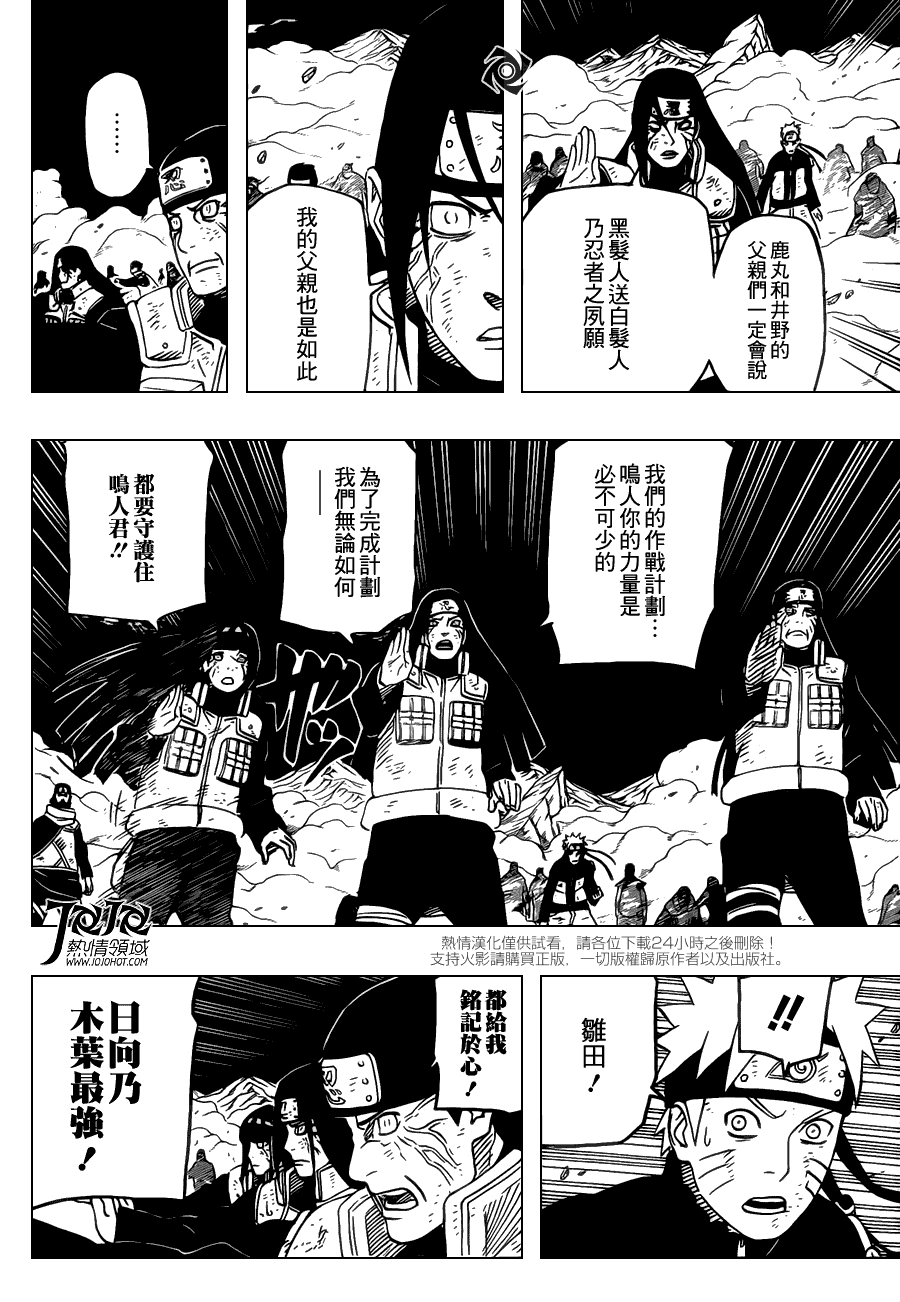 鹿丸和井野的
父親們一定會說
黑髮人送白髮人
乃忍者之夙願
我的父親也是如此
……
我們的作戰計劃…
鳴人你的力量是
必不可少的
為了完成計劃
我們無論如何
——
都要守護住
鳴人君!!
ザッ
JOJO
熱情領域
WWW.JOJOHOT.COM
熱情漢化僅供試看，請各位下載24小時之後刪除！
支持火影請購買正版，一切版權歸原作者以及出版社。
!!
雛田！
都給我
銘記於心！
日向乃
木葉最強！